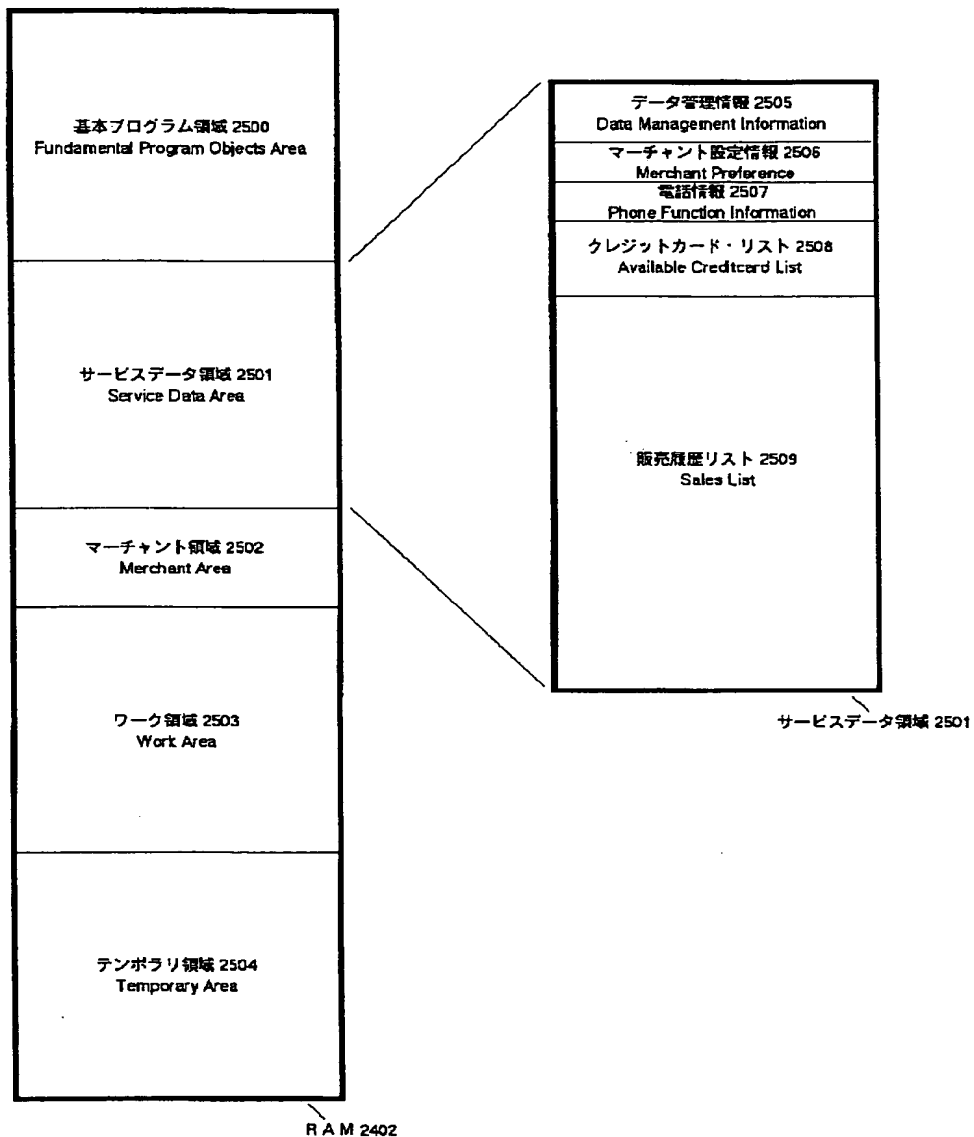 基本プログラム領域 2500
Fundamental Program Objects Area
サービスデータ領域 2501
Service Data Area
マーチャント領域 2502
Merchant Area
ワーク領域 2503
Work Area
テンポラリ領域 2504
Temporary Area
RAM 2402
データ管理情報 2505
Data Management Information
マーチャント設定情報 2506
Merchant Preference
電話情報 2507
Phone Function Information
クレジットカード・リスト 2508
Available Creditcard List
販売履歴リスト 2509
Sales List
サービスデータ領域 2501